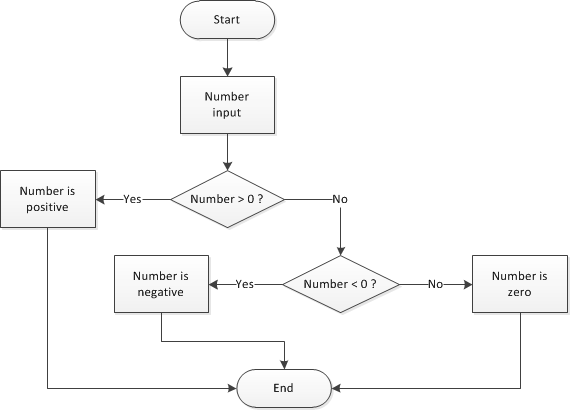 Start
Number
input
Number > 0 ?
Yes
No
Number is
positive
Number < 0 ?
Yes
No
Number is
negative
Number is
zero
End